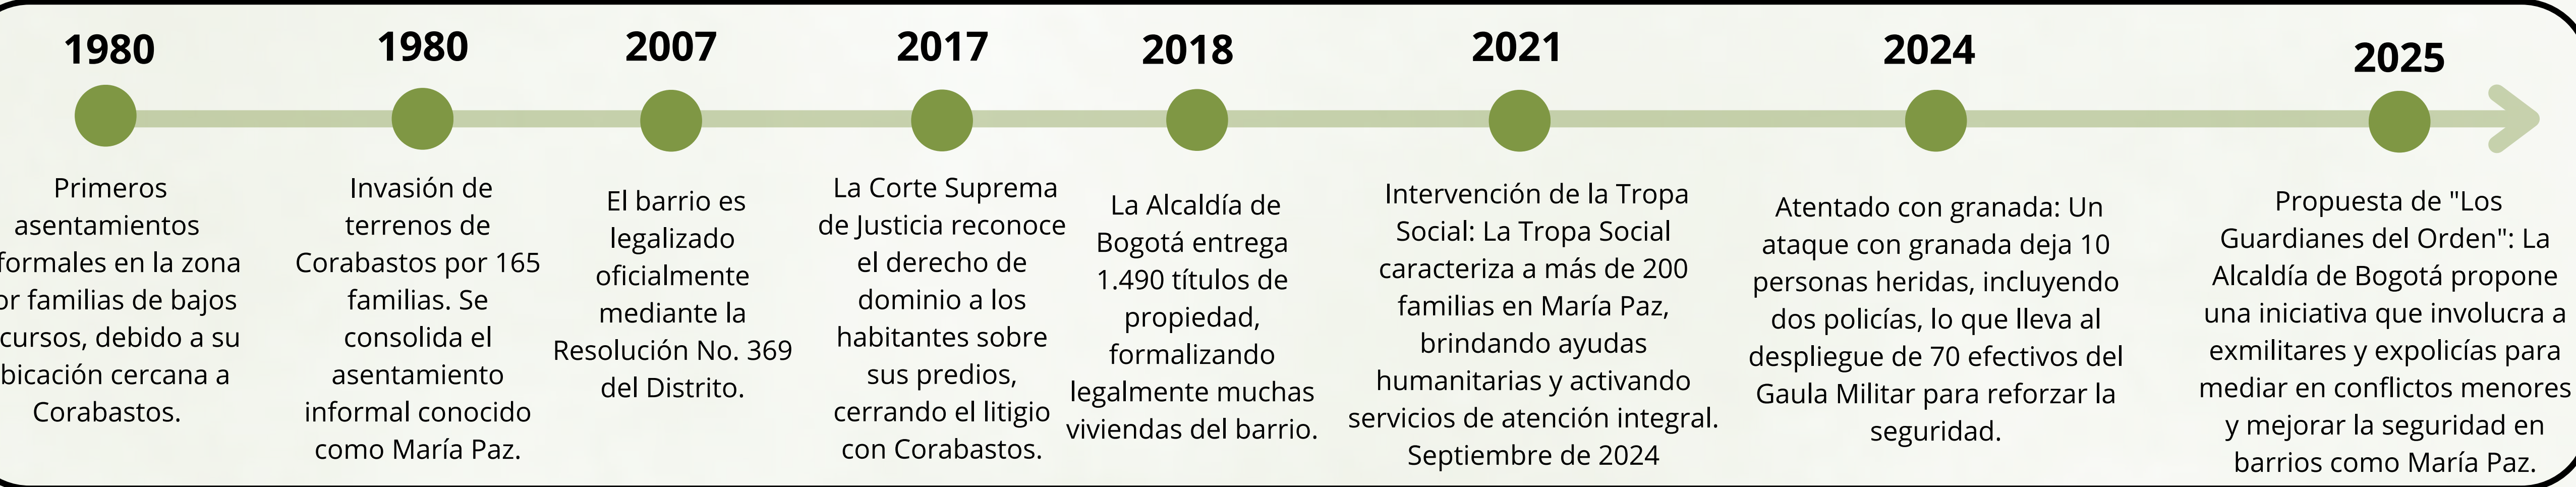 1980
Primeros
asentamientos
formales en la zona
or familias de bajos
cursos, debido a su
bicación cercana a
Corabastos.
1980
Invasión de
terrenos de
Corabastos por 165
familias. Se
consolida el
asentamiento
informal conocido
como María Paz.
2007
El barrio es
legalizado
oficialmente
mediante la
Resolución No. 369
del Distrito.
2017
La Corte Suprema
de Justicia reconoce
el derecho de
dominio a los
habitantes sobre
sus predios,
cerrando el litigio
con Corabastos.
2018
La Alcaldía de
Bogotá entrega
1.490 títulos de
propiedad,
formalizando
legalmente muchas
viviendas del barrio.
2021
Intervención de la Tropa
Social: La Tropa Social
caracteriza a más de 200
familias en María Paz,
brindando ayudas
humanitarias y activando
servicios de atención integral.
Septiembre de 2024
2024
Atentado con granada: Un
ataque con granada deja 10
personas heridas, incluyendo
dos policías, lo que lleva al
despliegue de 70 efectivos del
Gaula Militar para reforzar la
seguridad.
2025
Propuesta de "Los
Guardianes del Orden": La
Alcaldía de Bogotá propone
una iniciativa que involucra a
exmilitares y expolicías para
mediar en conflictos menores
y mejorar la seguridad en
barrios como María Paz.